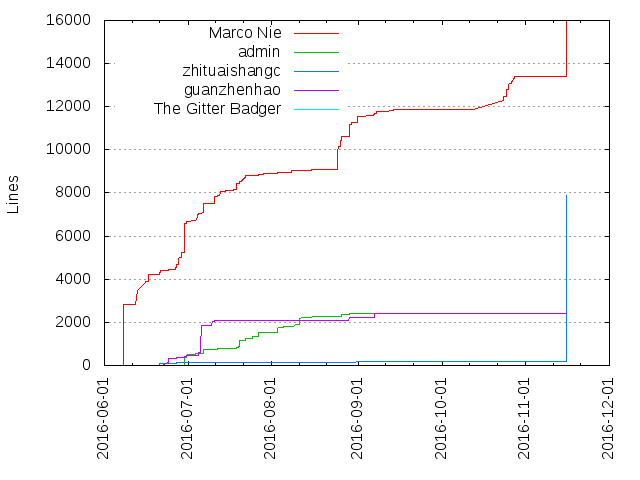 16000
14000
12000
10000
8000
6000
4000
2000
0
Lines
Marco Nie
admin
zhituaishangc
guanzhenhao
The Gitter Badger
2016-06-01
2016-07-01
2016-08-01
2016-09-01
2016-10-01
2016-11-01
2016-12-01